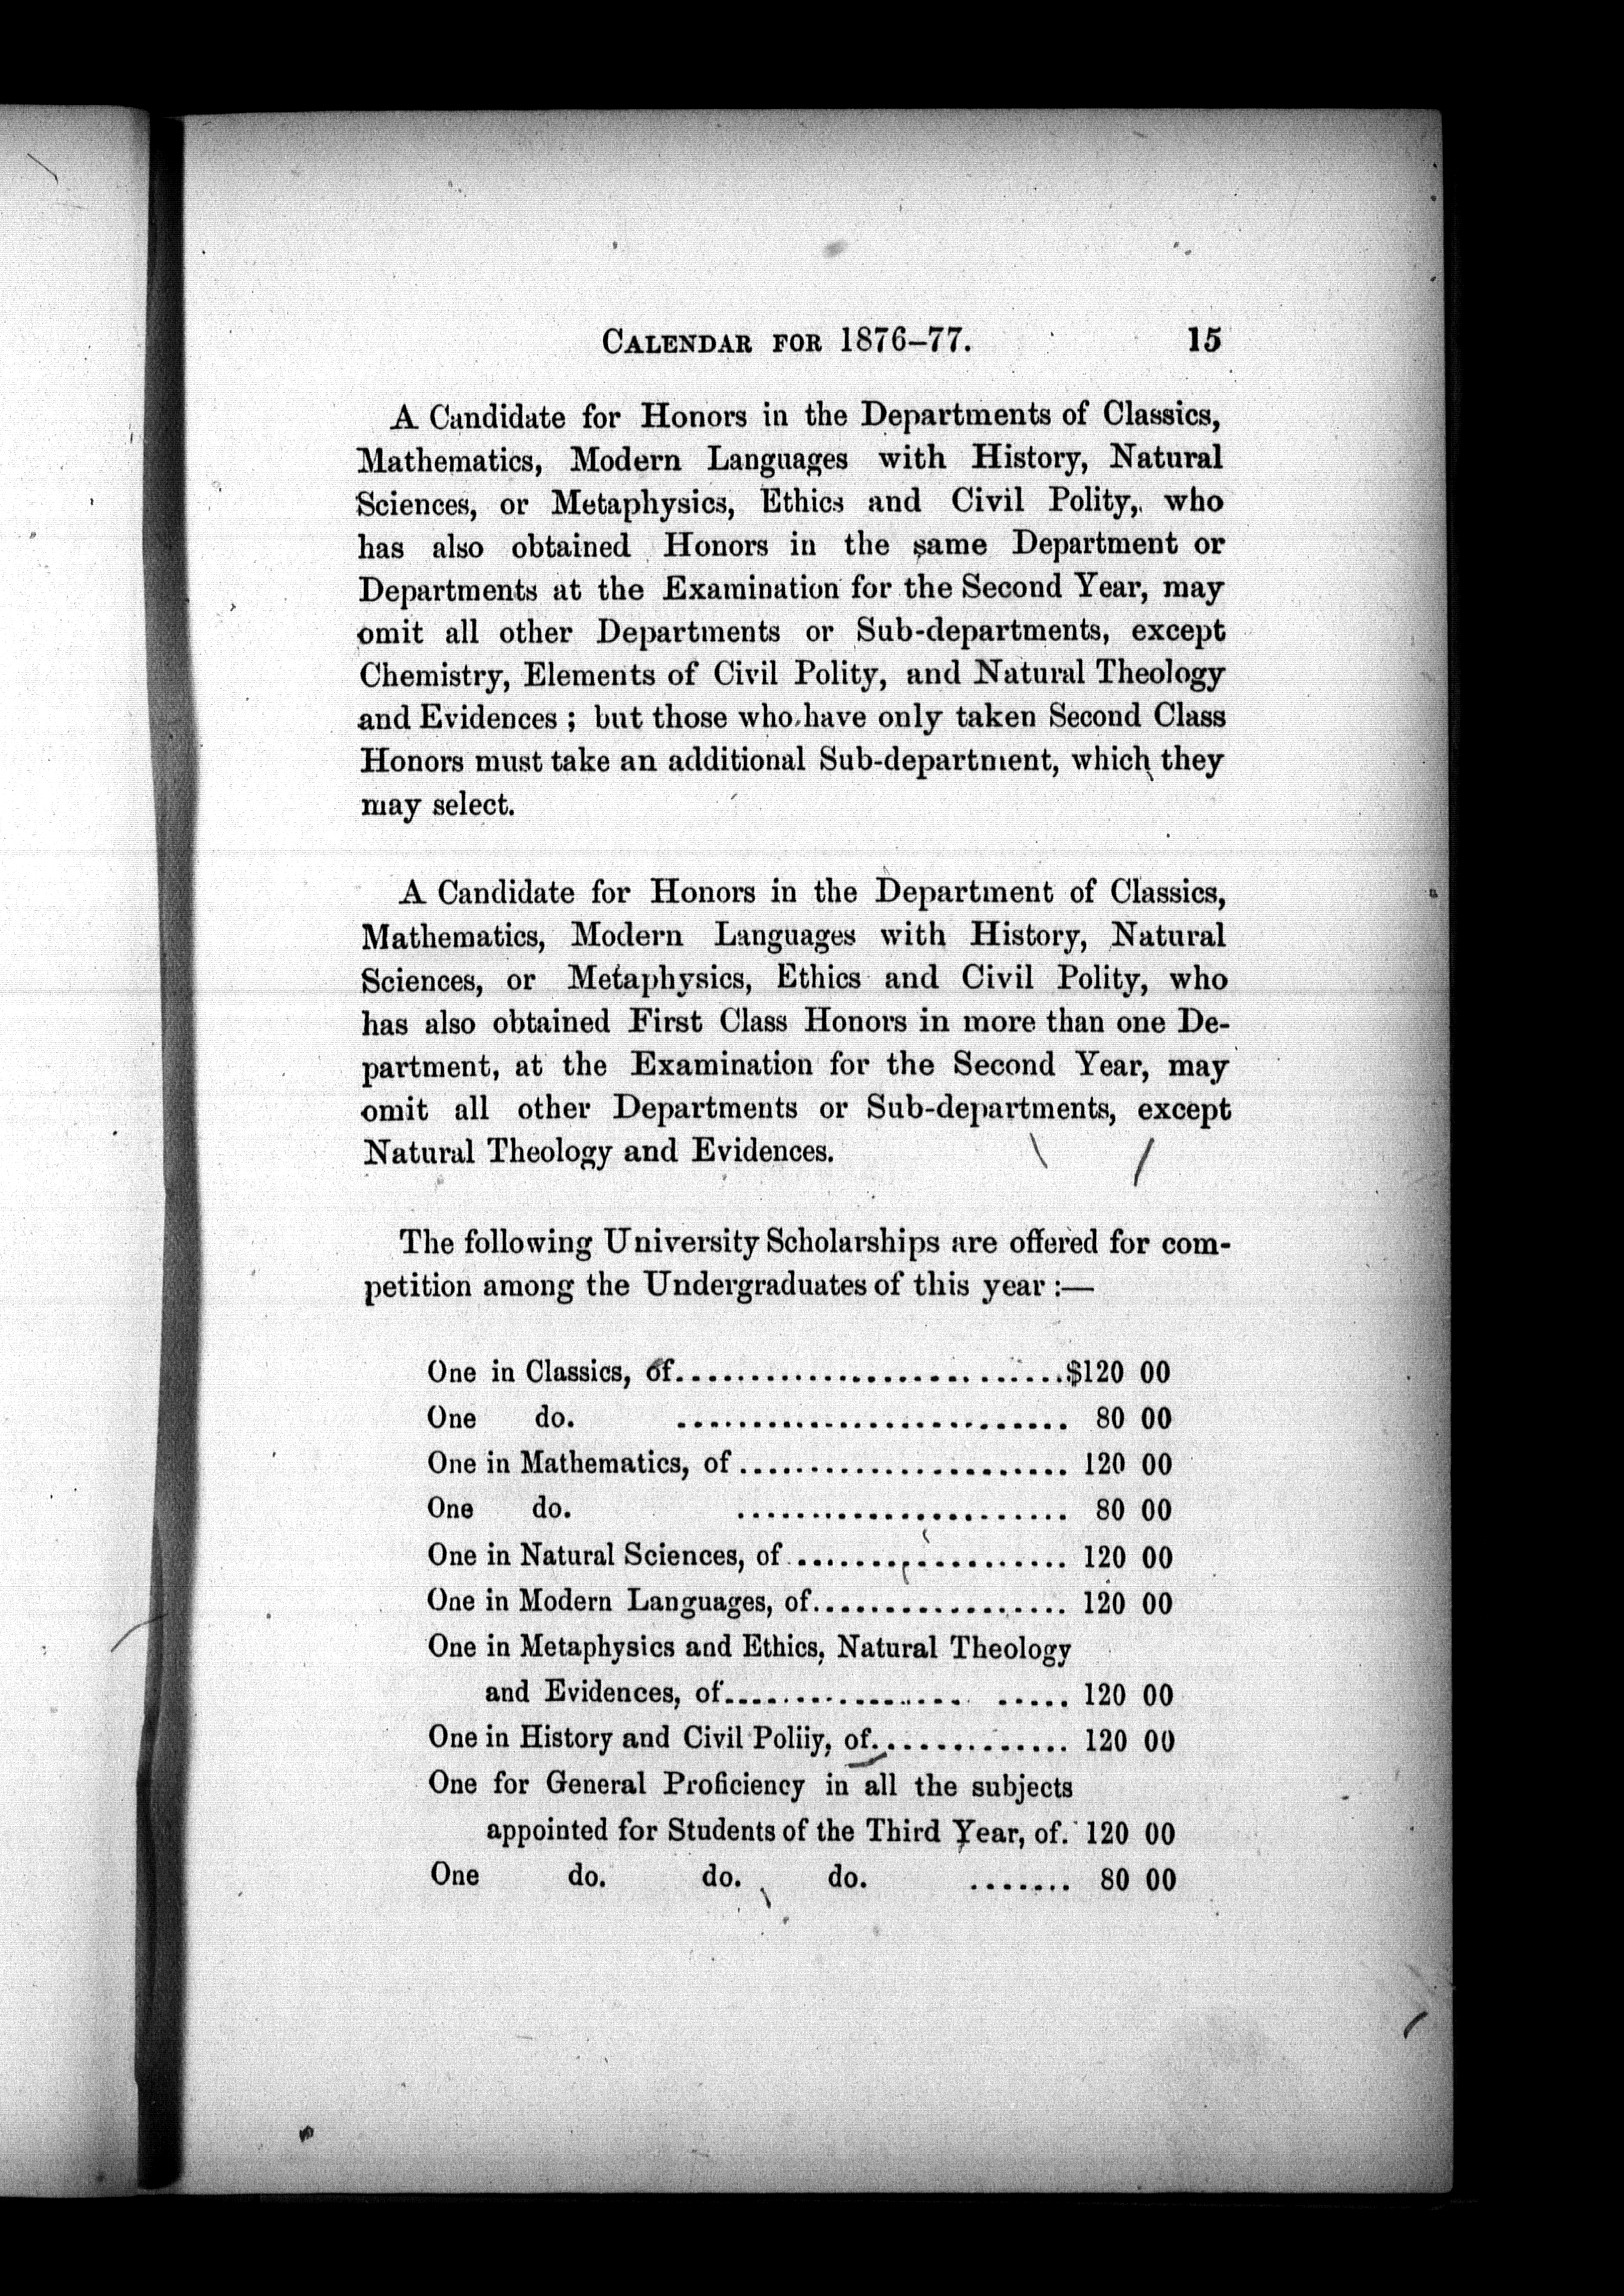 CALENDAR FOR 1876–77. 15
A Candidate for Honors in the Departments of Classics,
Mathematics, Modern Languages with History, Natural
Sciences, or Metaphysics, Ethics and Civil Polity, who
has also obtained Honors in the same Department or
Departments at the Examination for the Second Year, may
omit all other Departments or Sub-departments, except
Chemistry, Elements of Civil Polity, and Natural Theology
and Evidences ; but those who have only taken Second Class
Honors must take an additional Sub-department, which they
may select.
A Candidate for Honors in the Department of Classics,
Mathematics, Modern Languages with History, Natural
Sciences, or Metaphysics, Ethics and Civil Polity, who
has also obtained First Class Honors in more than one De-
partment, at the Examination for the Second Year, may
omit all other Departments or Sub-departments, except
Natural Theology and Evidences.
The following University Scholarships are offered for com-
petition among the Undergraduates of this year :—
One in Classics, of..........................$120 00
One do. .......................... 80 00
One in Mathematics, of ...................... 120 00
One do. ...................... 80 00
One in Natural Sciences, of .................. 120 00
One in Modern Languages, of................. 120 00
One in Metaphysics and Ethics, Natural Theology
and Evidences, of...................... 120 00
One in History and Civil Poliiy, of............. 120 00
One for General Proficiency in all the subjects
appointed for Students of the Third Year, of. 120 00
One do. do. do. ....... 80 00